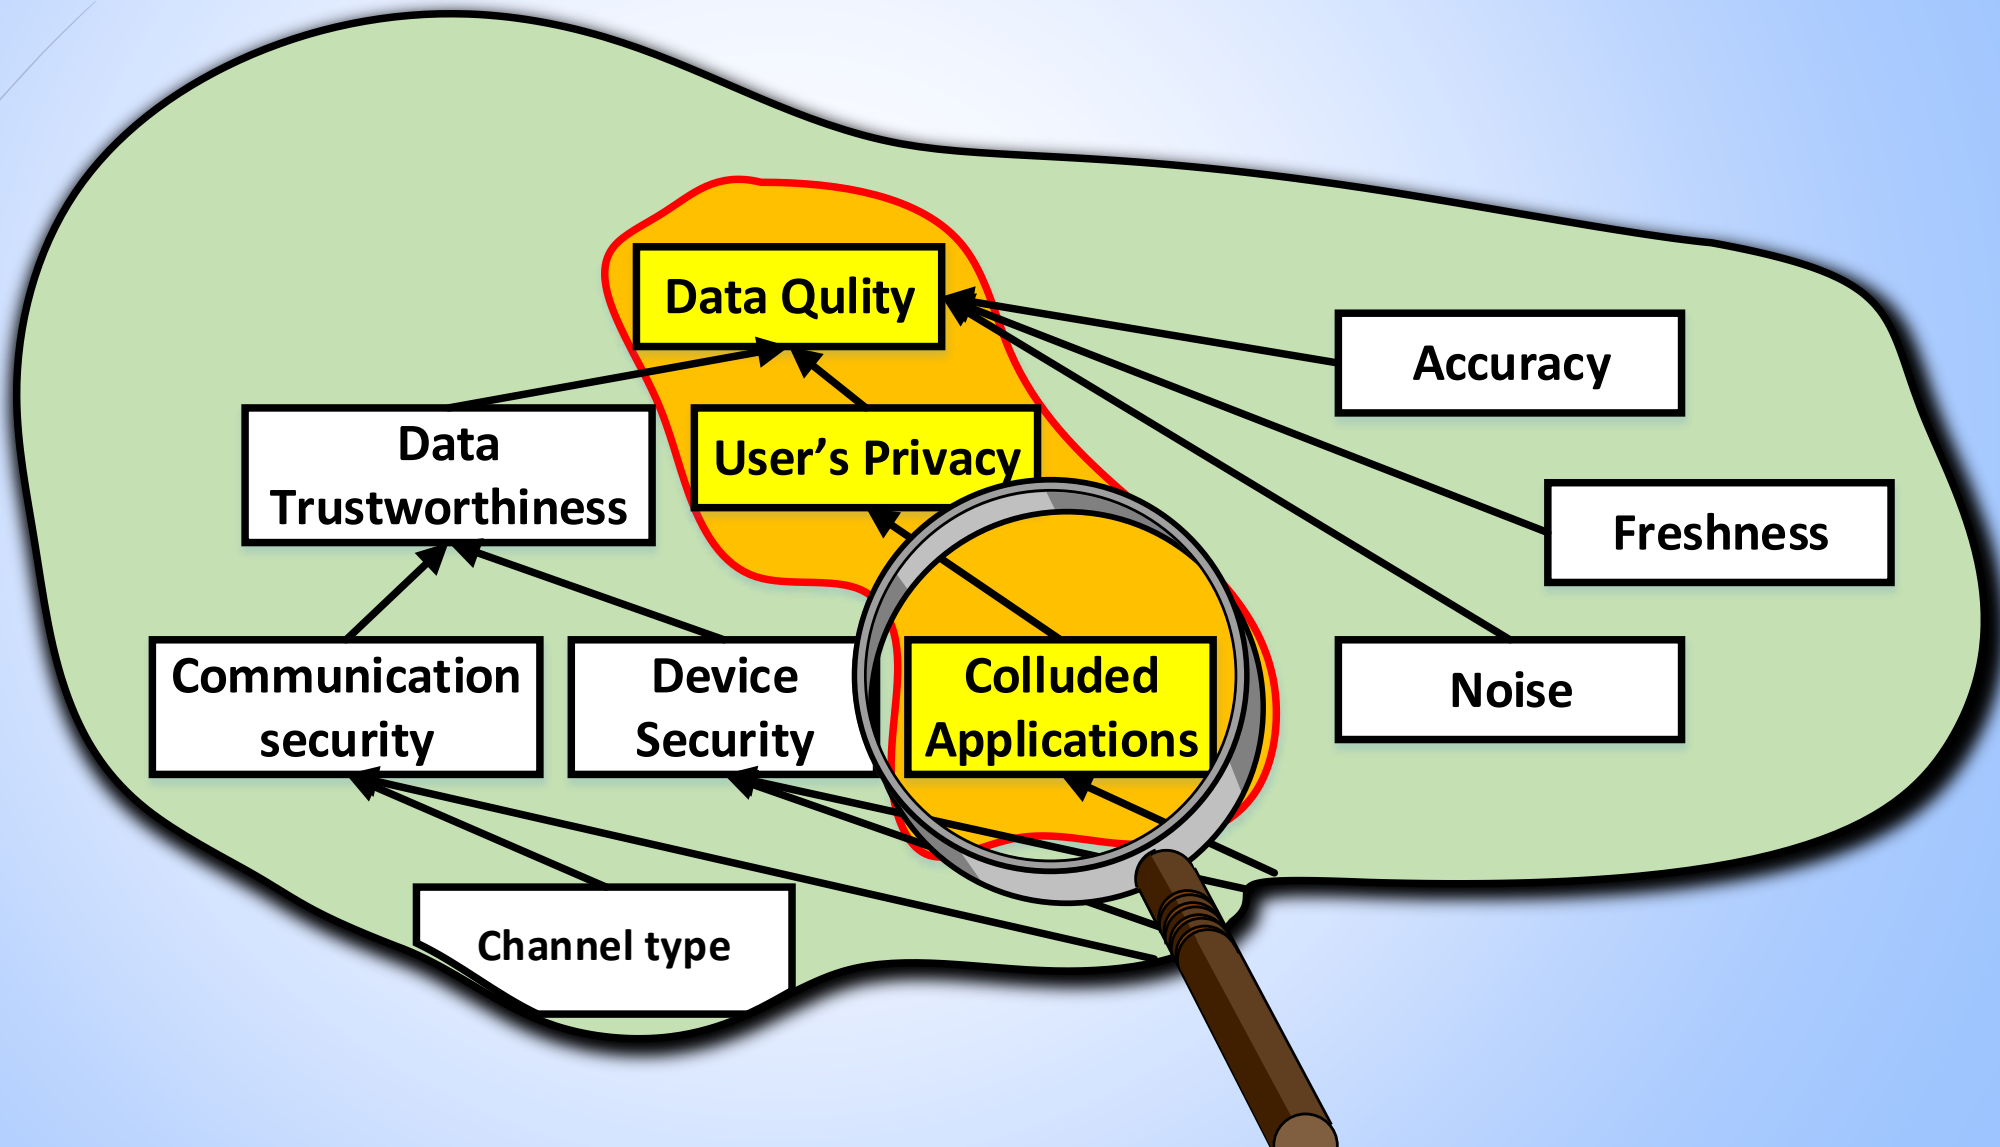 Data Qulity
Accuracy
Data
Trustworthiness
User’s Privacy
Freshness
Communication
security
Device
Security
Colluded
Applications
Noise
Channel type